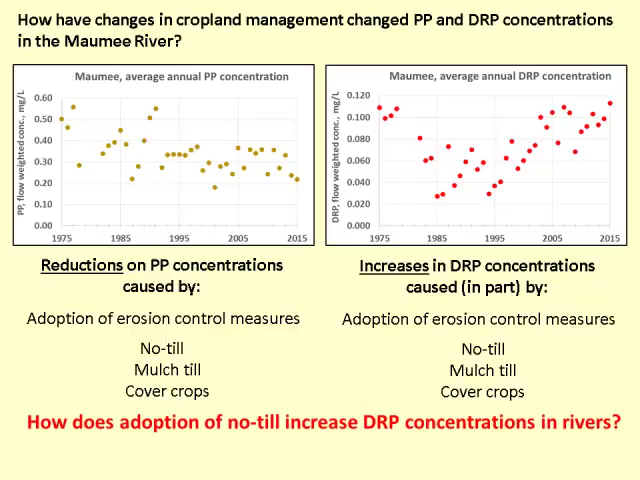 How have changes in cropland management changed PP and DRP concentrations
in the Maumee River?
Maumee, average annual PP concentration
PP, flow weighted conc., mg/L
0.60
0.50
0.40
0.30
0.20
0.10
0.00
1975
1985
1995
2005
2015
Maumee, average annual DRP concentration
DRP, flow weighted conc., mg/L
0.120
0.100
0.080
0.060
0.040
0.020
0.000
1975
1985
1995
2005
2015
Reductions on PP concentrations
caused by:
Adoption of erosion control measures
No-till
Mulch till
Cover crops
Increases in DRP concentrations
caused (in part) by:
Adoption of erosion control measures
No-till
Mulch till
Cover crops
How does adoption of no-till increase DRP concentrations in rivers?